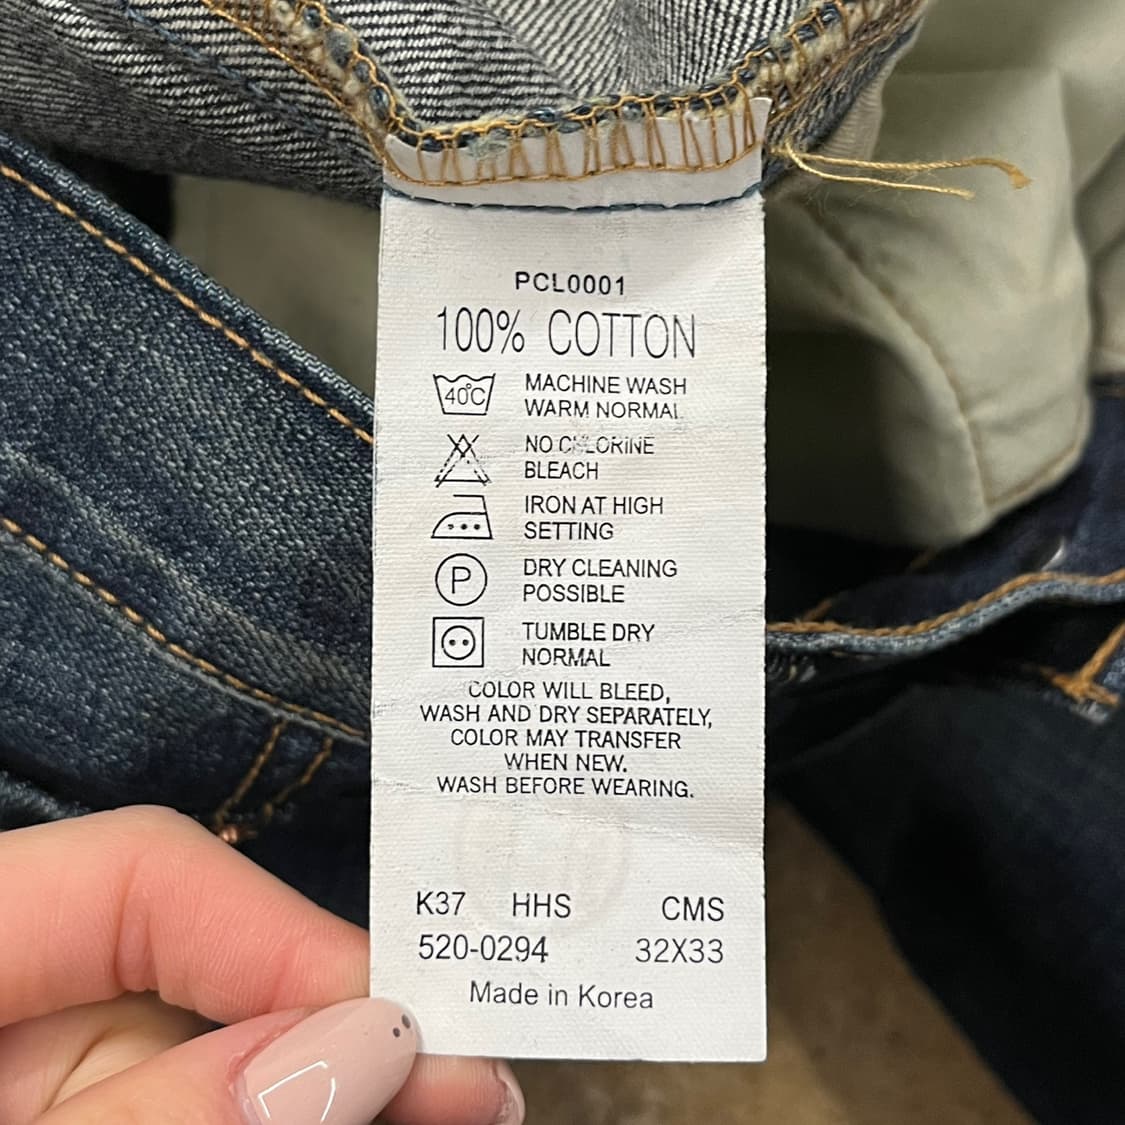 PCL0001
100% COTTON
40°C MACHINE WASH
WARM NORMAL
NO CHLORINE
BLEACH
IRON AT HIGH
SETTING
P DRY CLEANING
POSSIBLE
TUMBLE DRY
NORMAL
COLOR WILL BLEED,
WASH AND DRY SEPARATELY,
COLOR MAY TRANSFER
WHEN NEW.
WASH BEFORE WEARING.
K37 HHS CMS
520-0294 32X33
Made in Korea